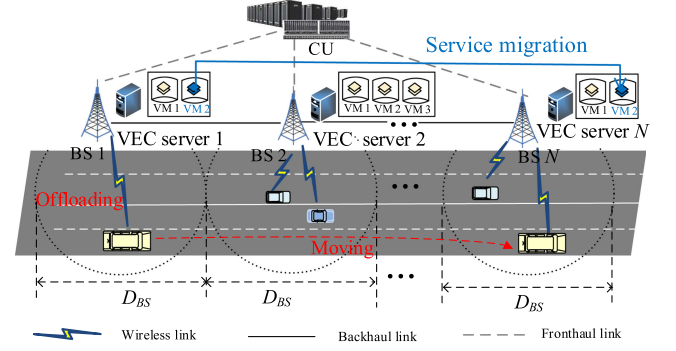 CU
Service migration
VM 1
VM 2
VM 1
VM 2
VM 3
VM 1
VM 2
VEC server 1
VEC server 2
VEC server N
BS 1
BS 2
BS N
Offloading
Moving
D_BS
D_BS
D_BS
Wireless link
Backhaul link
Fronthaul link